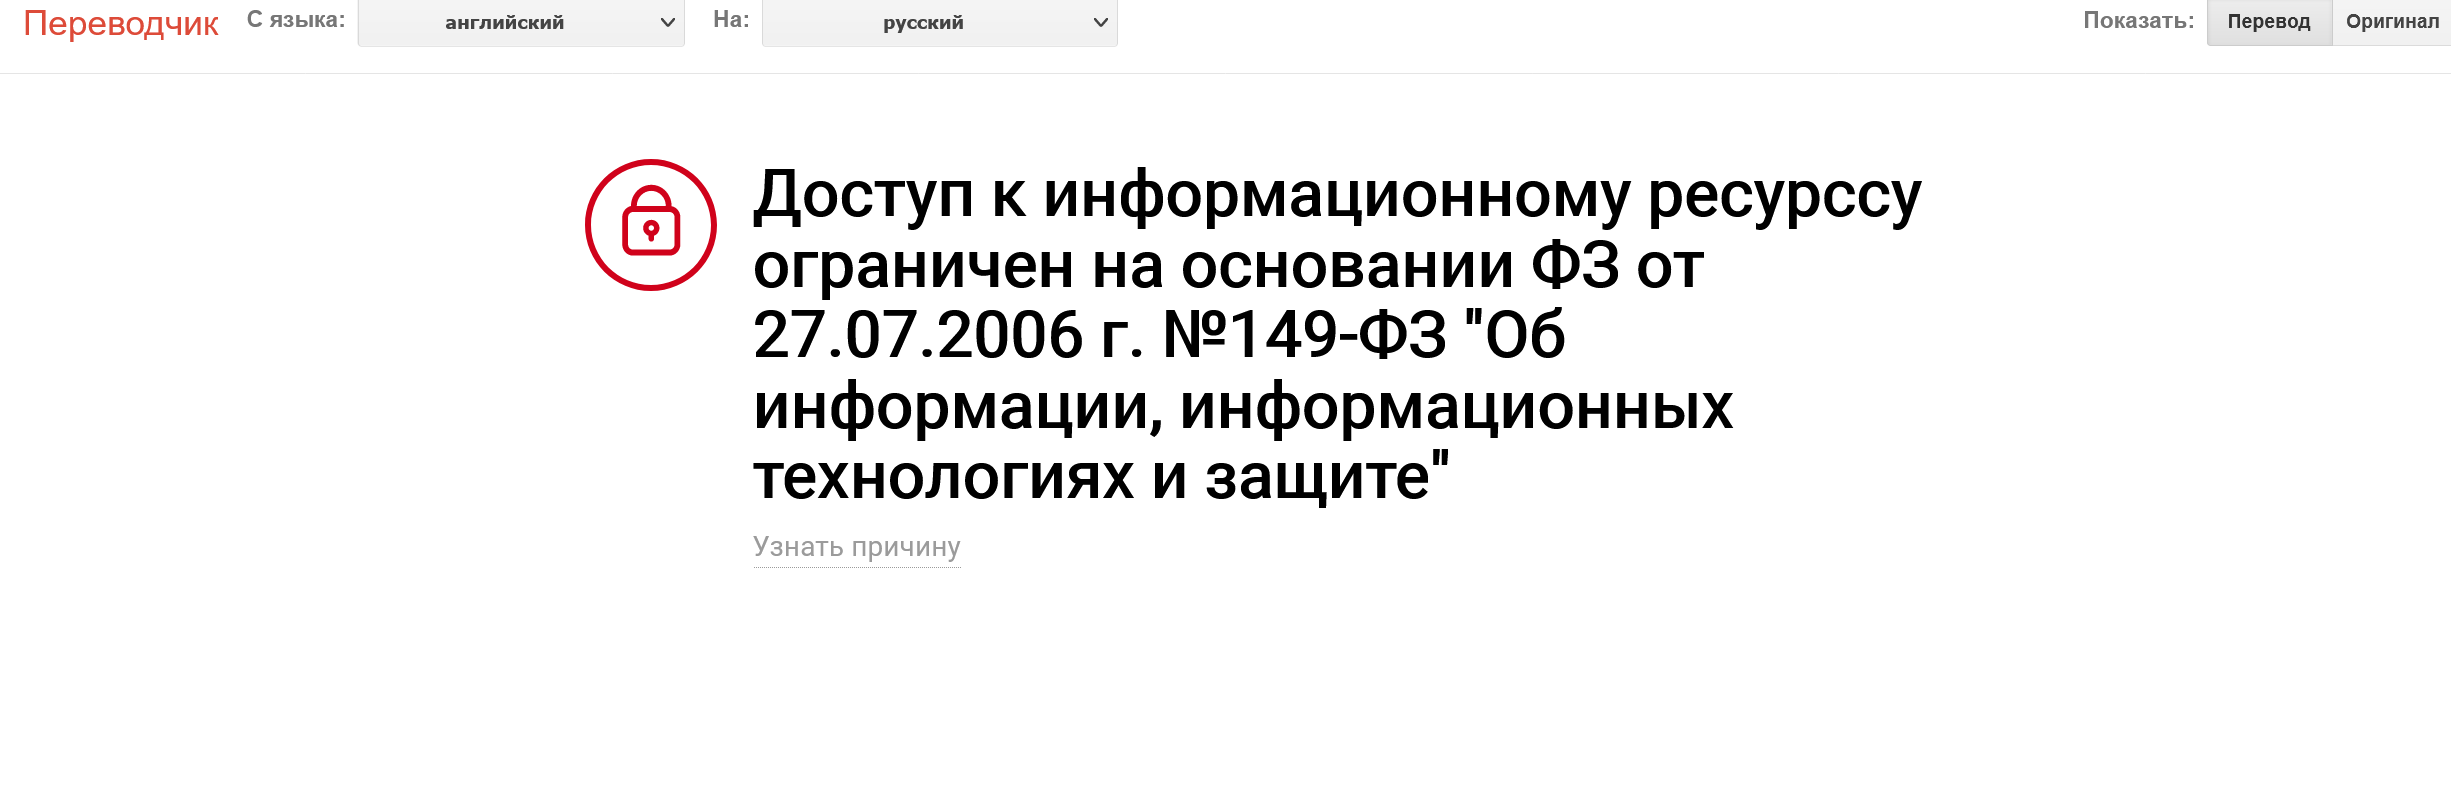 Переводчик С языка: английский На: русский Показать: Перевод Оригинал
Доступ к информационному ресурссу
ограничен на основании ФЗ от
27.07.2006 г. №149-ФЗ "Об
информации, информационных
технологиях и защите"
Узнать причину